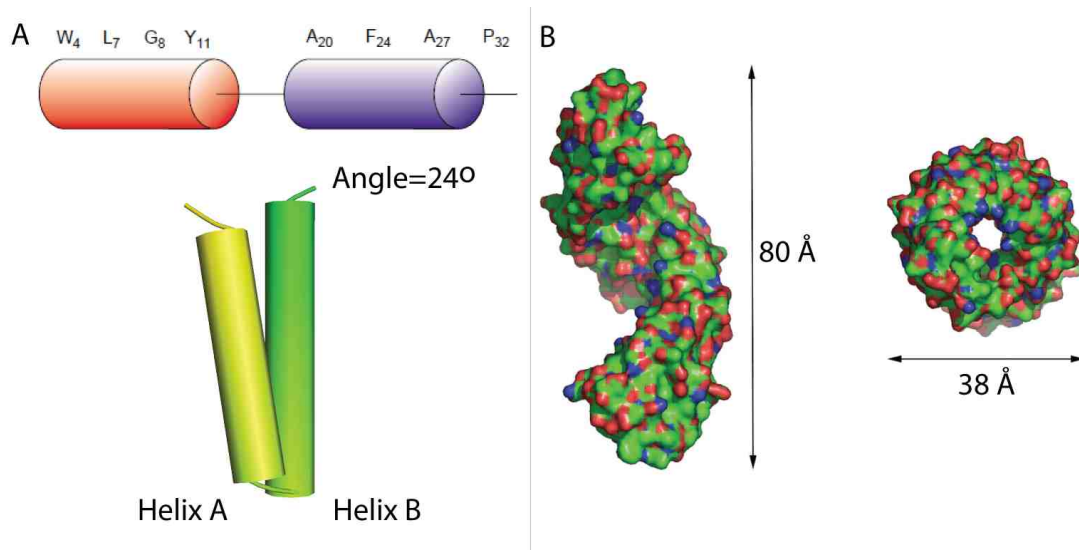 A
W4 L7 G8 Y11 A20 F24 A27 P32
Angle=24o
Helix A Helix B
B
80 Å
38 Å